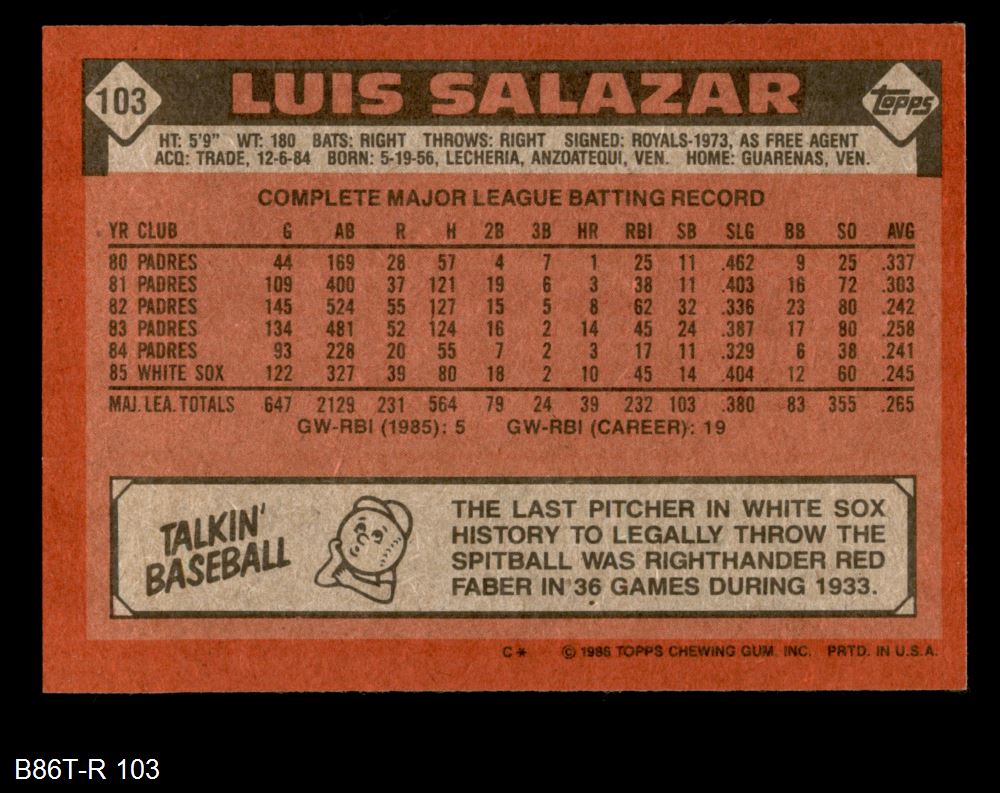 103
LUIS SALAZAR
Topps
HT: 5'9" WT: 180 BATS: RIGHT THROWS: RIGHT SIGNED: ROYALS-1973, AS FREE AGENT
ACQ: TRADE, 12-6-84 BORN: 5-19-56, LECHERIA, ANZOATEQUI, VEN. HOME: GUARENAS, VEN.
COMPLETE MAJOR LEAGUE BATTING RECORD
YR CLUB G AB R H 2B 3B HR RBI SB SLG BB SO AVG
80 PADRES 44 169 28 57 4 7 1 25 11 .462 9 25 .337
81 PADRES 109 400 37 121 19 6 3 38 11 .403 16 72 .303
82 PADRES 145 524 55 127 15 5 8 62 32 .336 23 80 .242
83 PADRES 134 481 52 124 16 2 14 45 24 .387 17 80 .258
84 PADRES 93 228 20 55 7 2 3 17 11 .329 6 38 .241
85 WHITE SOX 122 327 39 80 18 2 10 45 14 .404 12 60 .245
MAJ. LEA. TOTALS 647 2129 231 564 79 24 39 232 103 .380 83 355 .265
GW-RBI (1985): 5 GW-RBI (CAREER): 19
TALKIN'
BASEBALL
THE LAST PITCHER IN WHITE SOX
HISTORY TO LEGALLY THROW THE
SPITBALL WAS RIGHTHANDER RED
FABER IN 36 GAMES DURING 1933.
C* © 1986 TOPPS CHEWING GUM, INC. PRTD. IN U.S.A.
B86T-R 103